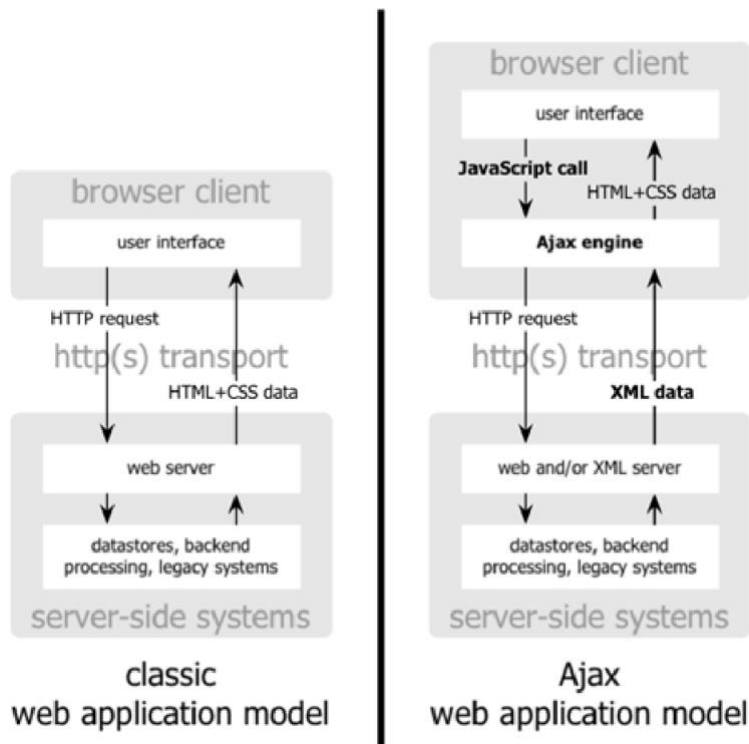 browser client
user interface
HTTP request
http(s) transport
HTML+CSS data
web server
datastores, backend
processing, legacy systems
server-side systems
classic
web application model
browser client
user interface
JavaScript call
HTML+CSS data
Ajax engine
HTTP request
http(s) transport
XML data
web and/or XML server
datastores, backend
processing, legacy systems
server-side systems
Ajax
web application model